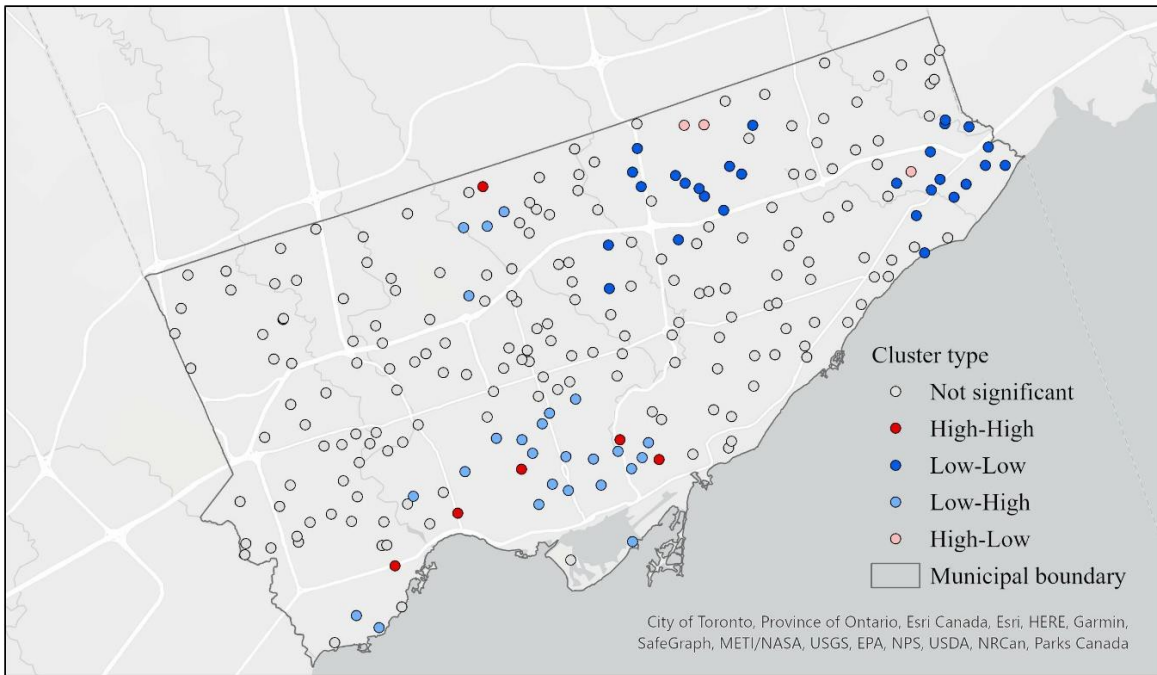 Cluster type
Not significant
High-High
Low-Low
Low-High
High-Low
Municipal boundary
City of Toronto, Province of Ontario, Esri Canada, Esri, HERE, Garmin,
SafeGraph, METI/NASA, USGS, EPA, NPS, USDA, NRCan, Parks Canada